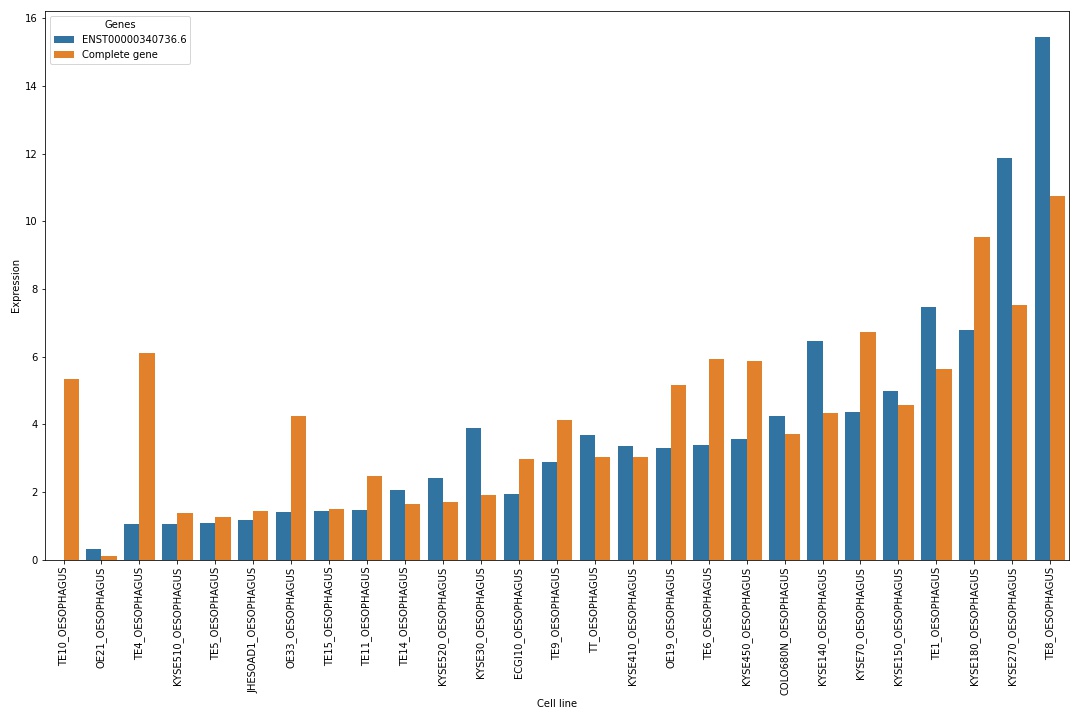 Genes
ENST00000340736.6
Complete gene
16
14
12
10
8
6
4
2
0
Expression
TE10_OESOPHAGUS
OE21_OESOPHAGUS
TE4_OESOPHAGUS
KYSE510_OESOPHAGUS
TE5_OESOPHAGUS
JHESOAD1_OESOPHAGUS
OE33_OESOPHAGUS
TE15_OESOPHAGUS
TE11_OESOPHAGUS
TE14_OESOPHAGUS
KYSE520_OESOPHAGUS
KYSE30_OESOPHAGUS
ECGI10_OESOPHAGUS
TE9_OESOPHAGUS
TT_OESOPHAGUS
KYSE410_OESOPHAGUS
OE19_OESOPHAGUS
TE6_OESOPHAGUS
KYSE450_OESOPHAGUS
COLO680N_OESOPHAGUS
KYSE140_OESOPHAGUS
KYSE70_OESOPHAGUS
KYSE150_OESOPHAGUS
TE1_OESOPHAGUS
KYSE180_OESOPHAGUS
KYSE270_OESOPHAGUS
TE8_OESOPHAGUS
Cell line